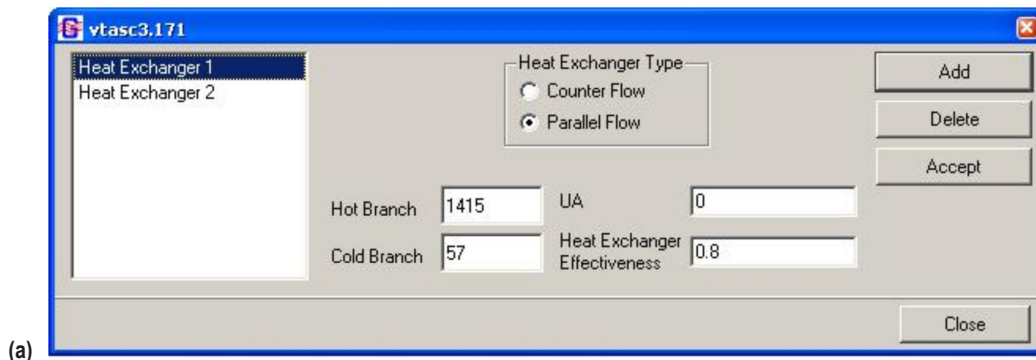 vtasc3.171
Heat Exchanger 1
Heat Exchanger 2
Heat Exchanger Type
Counter Flow
Parallel Flow
Add
Delete
Accept
Hot Branch 1415 UA 0
Cold Branch 57 Heat Exchanger
Effectiveness 0.8
Close
(a)